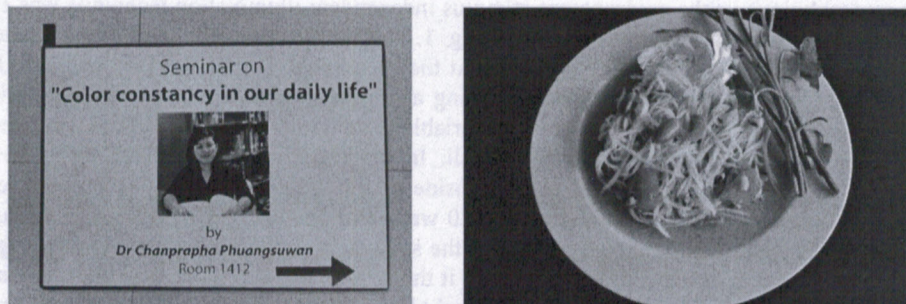 Seminar on
"Color constancy in our daily life"
by
Dr Chanprapha Phuangsuwan
Room 1412